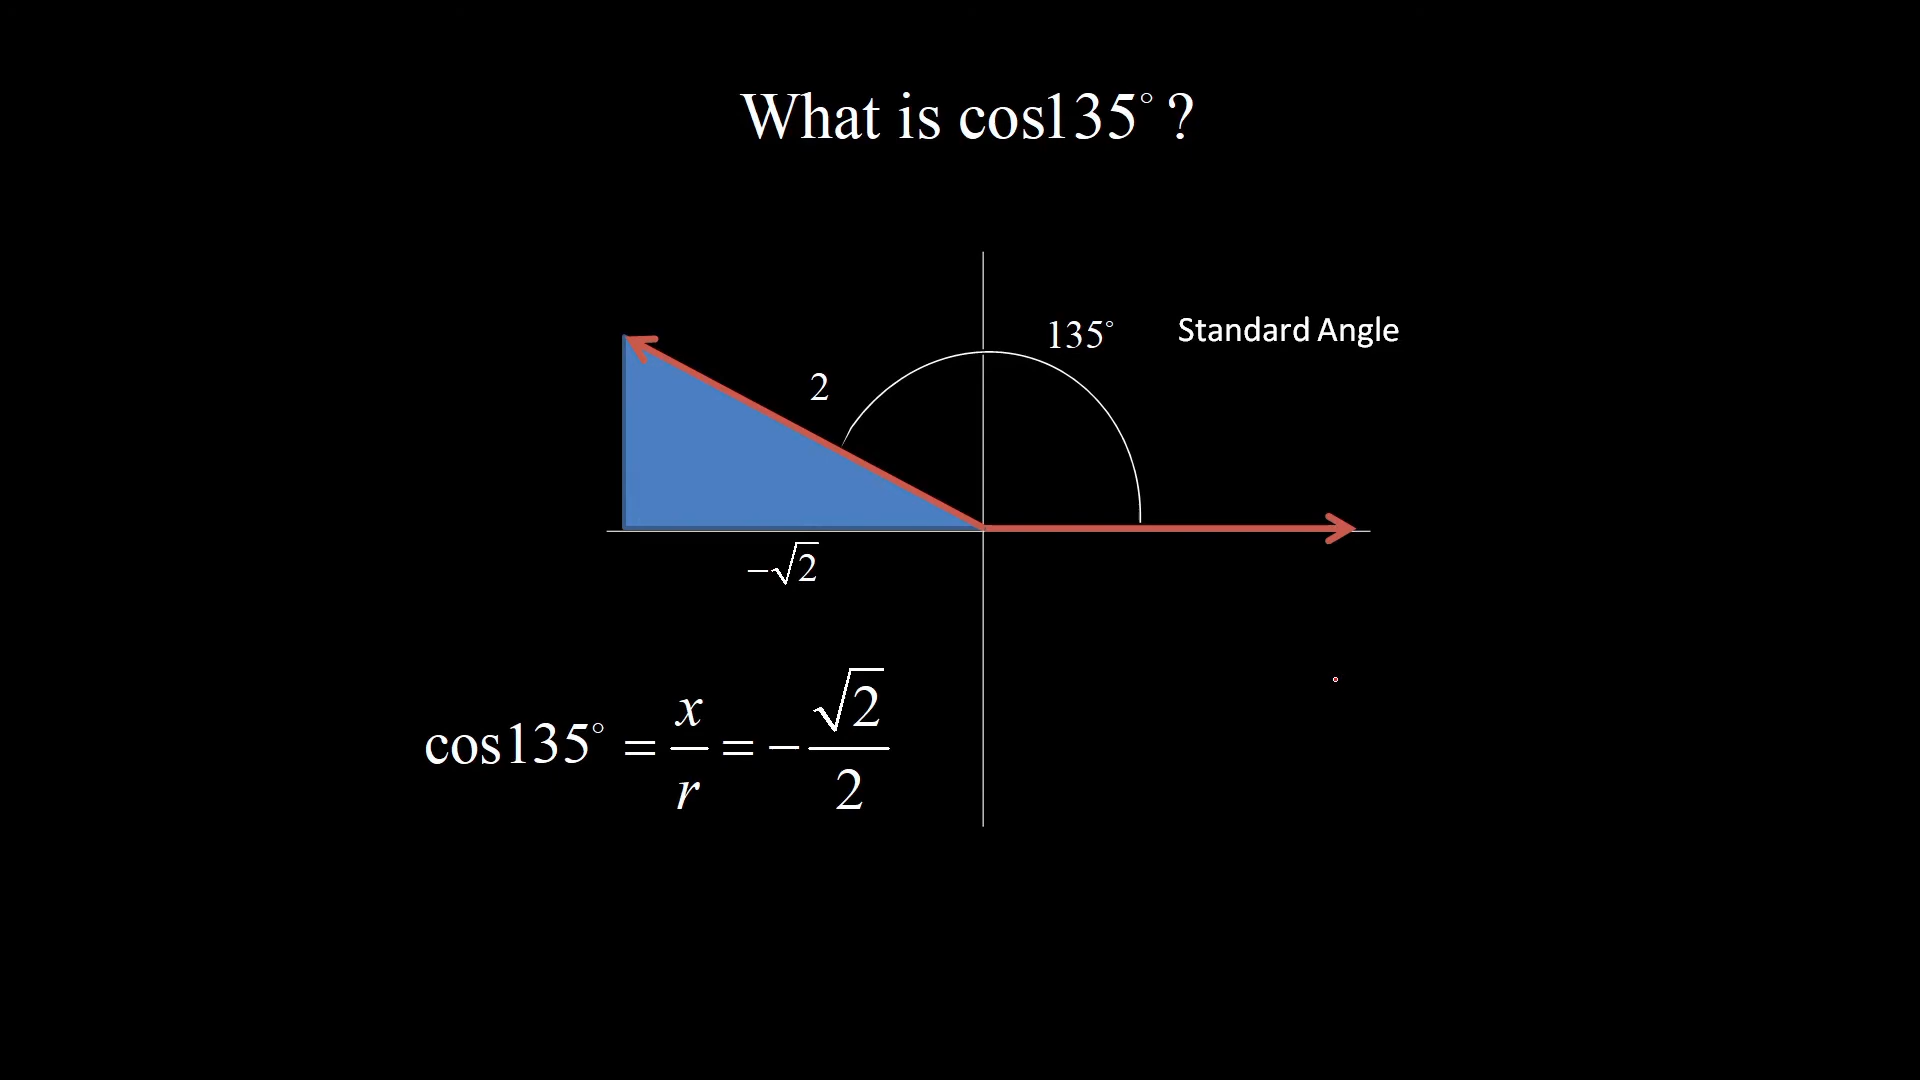 What is cos135° ?
135° Standard Angle
2
−√2
cos135° = x/r = −√2/2